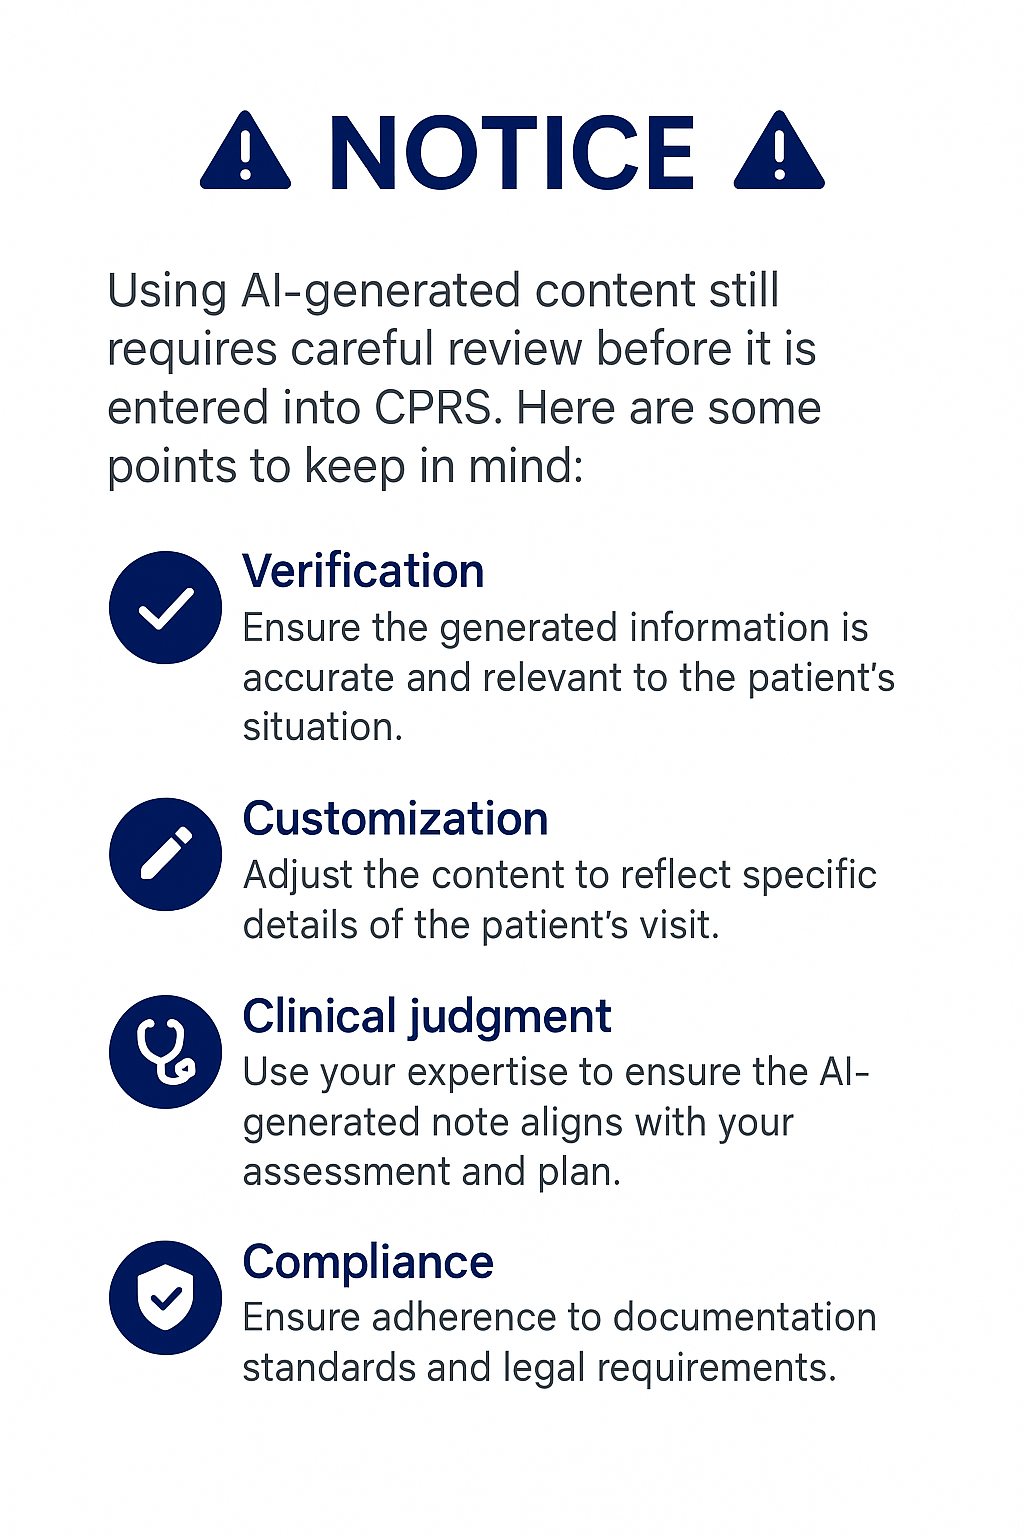 NOTICE
Using AI-generated content still
requires careful review before it is
entered into CPRS. Here are some
points to keep in mind:
Verification
Ensure the generated information is
accurate and relevant to the patient's
situation.
Customization
Adjust the content to reflect specific
details of the patient's visit.
Clinical judgment
Use your expertise to ensure the AI-
generated note aligns with your
assessment and plan.
Compliance
Ensure adherence to documentation
standards and legal requirements.